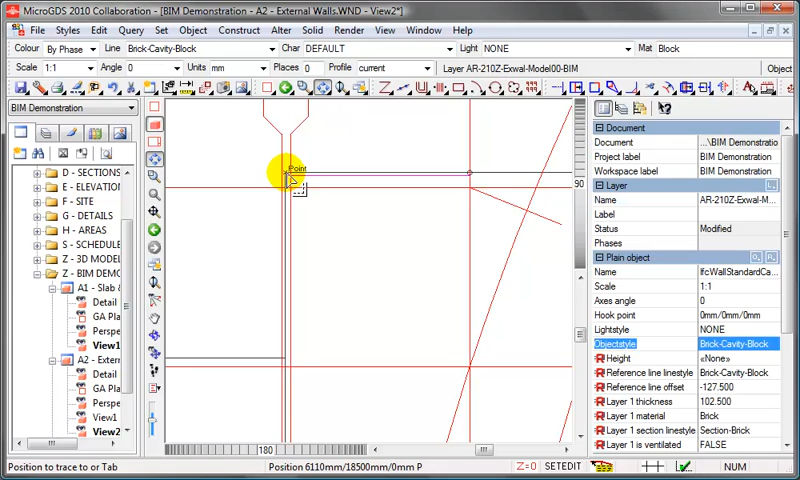 MicroGDS 2010 Collaboration - [BIM Demonstration - A2 - External Walls.WND - View2*]
File Styles Edit Query Set Object Construct Alter Solid Render View Window Help
Colour By Phase Line Brick-Cavity-Block Char DEFAULT Light NONE Mat Block
Scale 1:1 Angle 0 Units mm Places 0 Profile current Layer AR-210Z-Exwal-Model00-BIM Object
BIM Demonstration
D - SECTIONS
E - ELEVATION
F - SITE
G - DETAILS
H - AREAS
S - SCHEDULE
Z - 3D MODEL
Z - BIM DEMO
A1 - Slab &
Detail
GA Plan
Perspe
View1
A2 - Extern
Detail
GA Plan
Perspe
View1
View2
Point
90
180
Document
Document ...\BIM Demonstratio
Project label BIM Demonstration
Workspace label BIM Demonstration
Layer
Name AR-210Z-Exwal-M...
Label
Status Modified
Phases
Plain object
Name IfcWallStandardCa...
Scale 1:1
Axes angle 0
Hook point 0mm/0mm/0mm
Lightstyle NONE
Objectstyle Brick-Cavity-Block
Height «None»
Reference line linestyle Brick-Cavity-Block
Reference line offset -127.500
Layer 1 thickness 102.500
Layer 1 material Brick
Layer 1 section linestyle Section-Brick
Layer 1 is ventilated FALSE
Position to trace to or Tab Position 6110mm/18500mm/0mm P Z=0 SETEDIT NUM